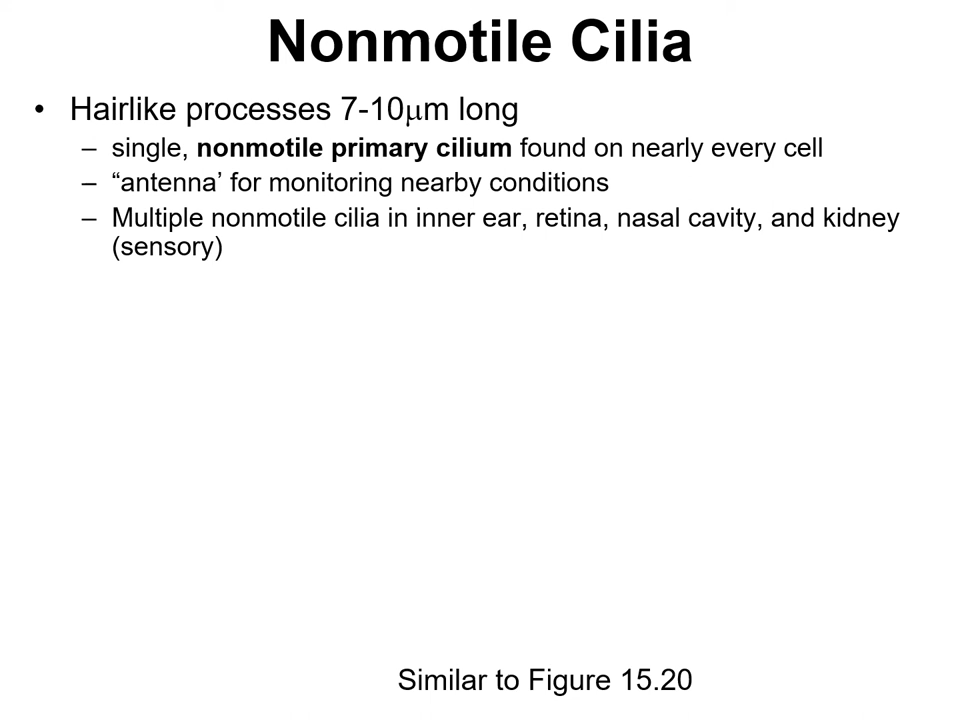 Nonmotile Cilia
• Hairlike processes 7-10μm long
– single, nonmotile primary cilium found on nearly every cell
– “antenna’ for monitoring nearby conditions
– Multiple nonmotile cilia in inner ear, retina, nasal cavity, and kidney
(sensory)
Similar to Figure 15.20